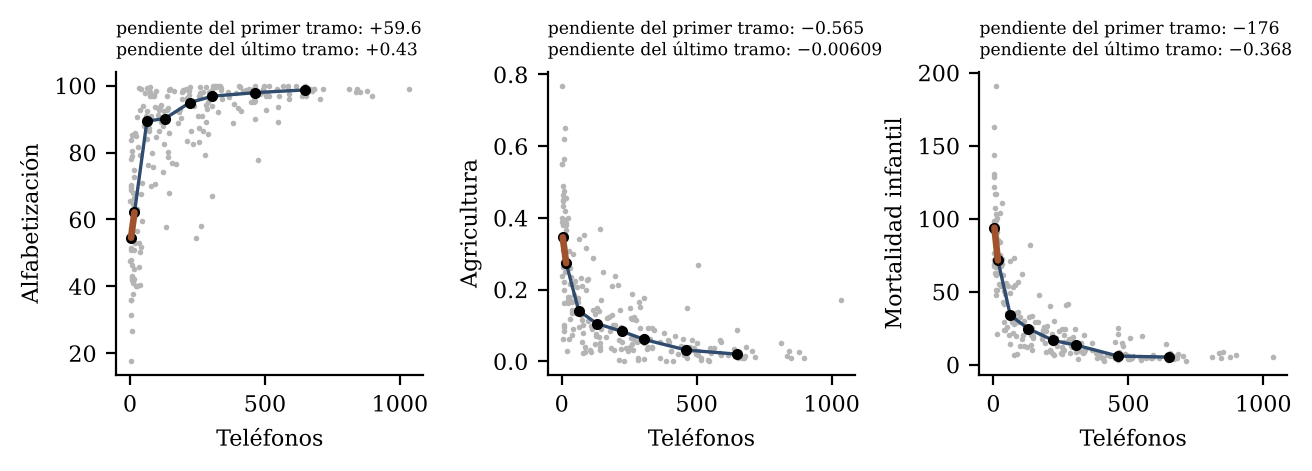 pendiente del primer tramo: +59.6
pendiente del último tramo: +0.43
100
80
60
40
20
Alfabetización
0
500
1000
Teléfonos
pendiente del primer tramo: −0.565
pendiente del último tramo: −0.00609
0.8
0.6
0.4
0.2
0.0
Agricultura
0
500
1000
Teléfonos
pendiente del primer tramo: −176
pendiente del último tramo: −0.368
200
150
100
50
0
Mortalidad infantil
0
500
1000
Teléfonos